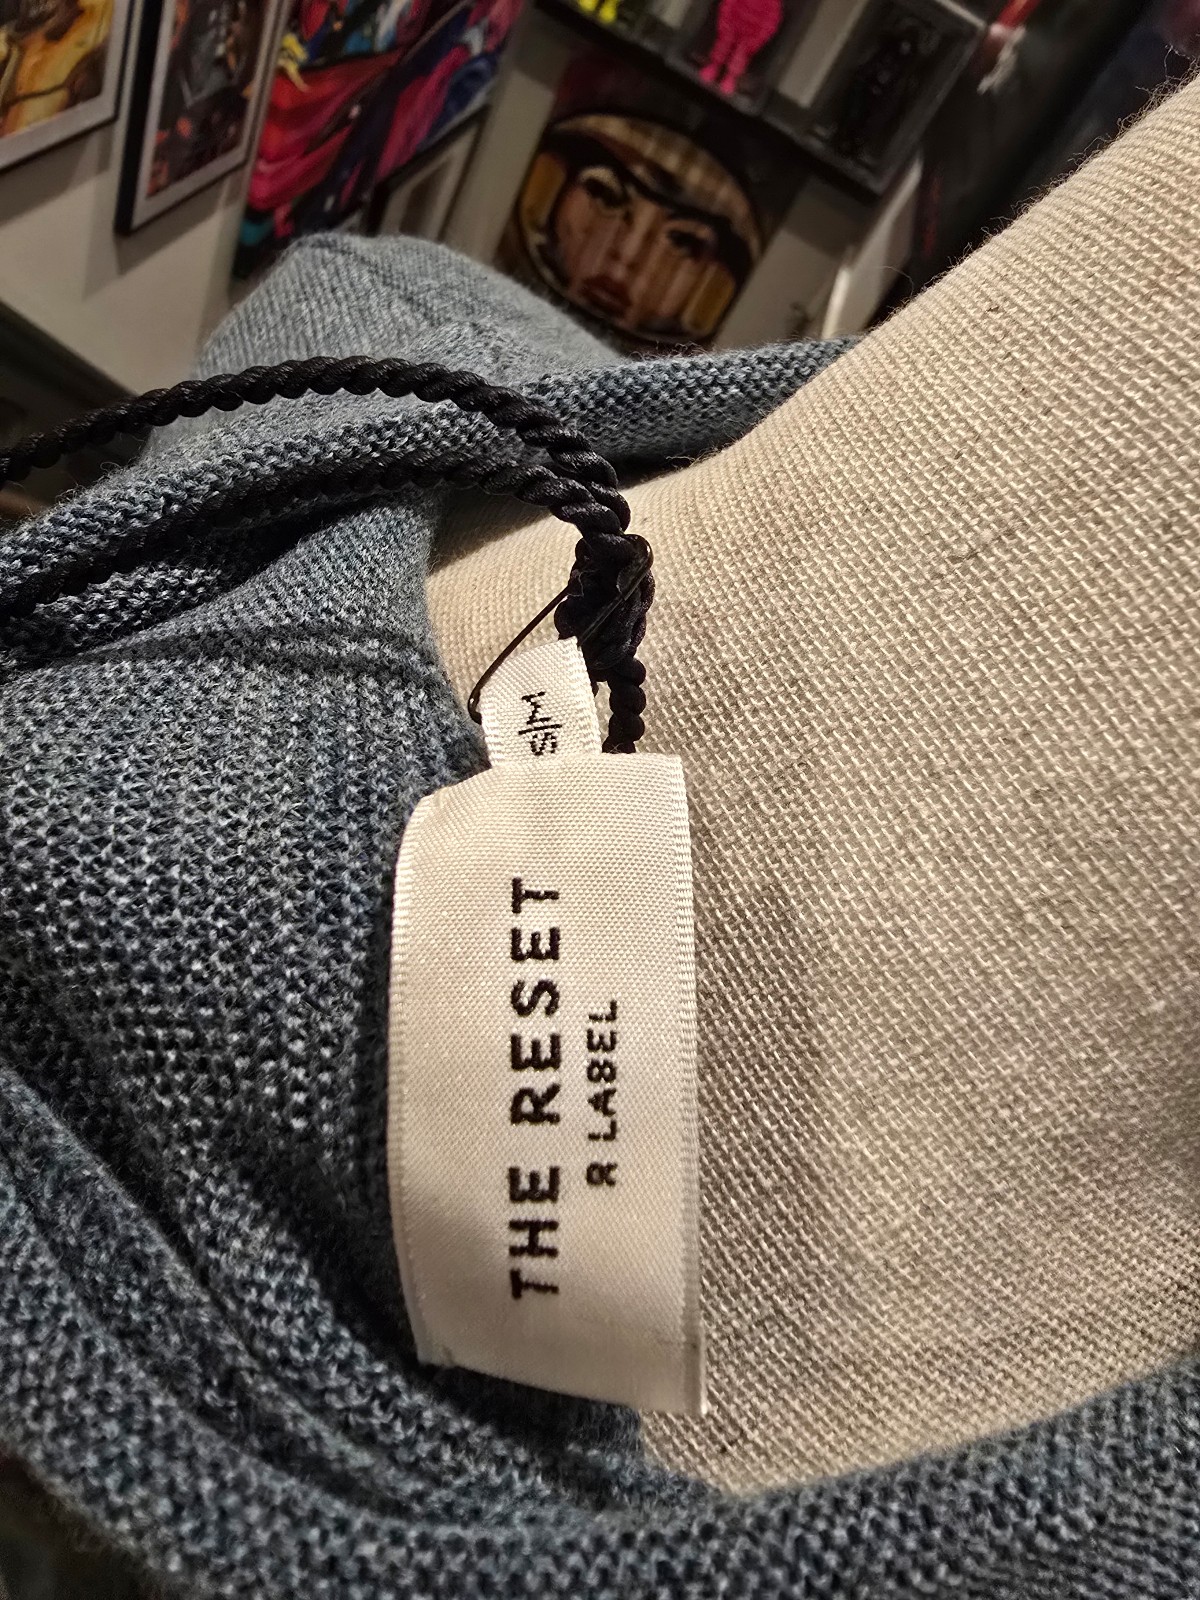 S|M
THE RESET
R LABEL